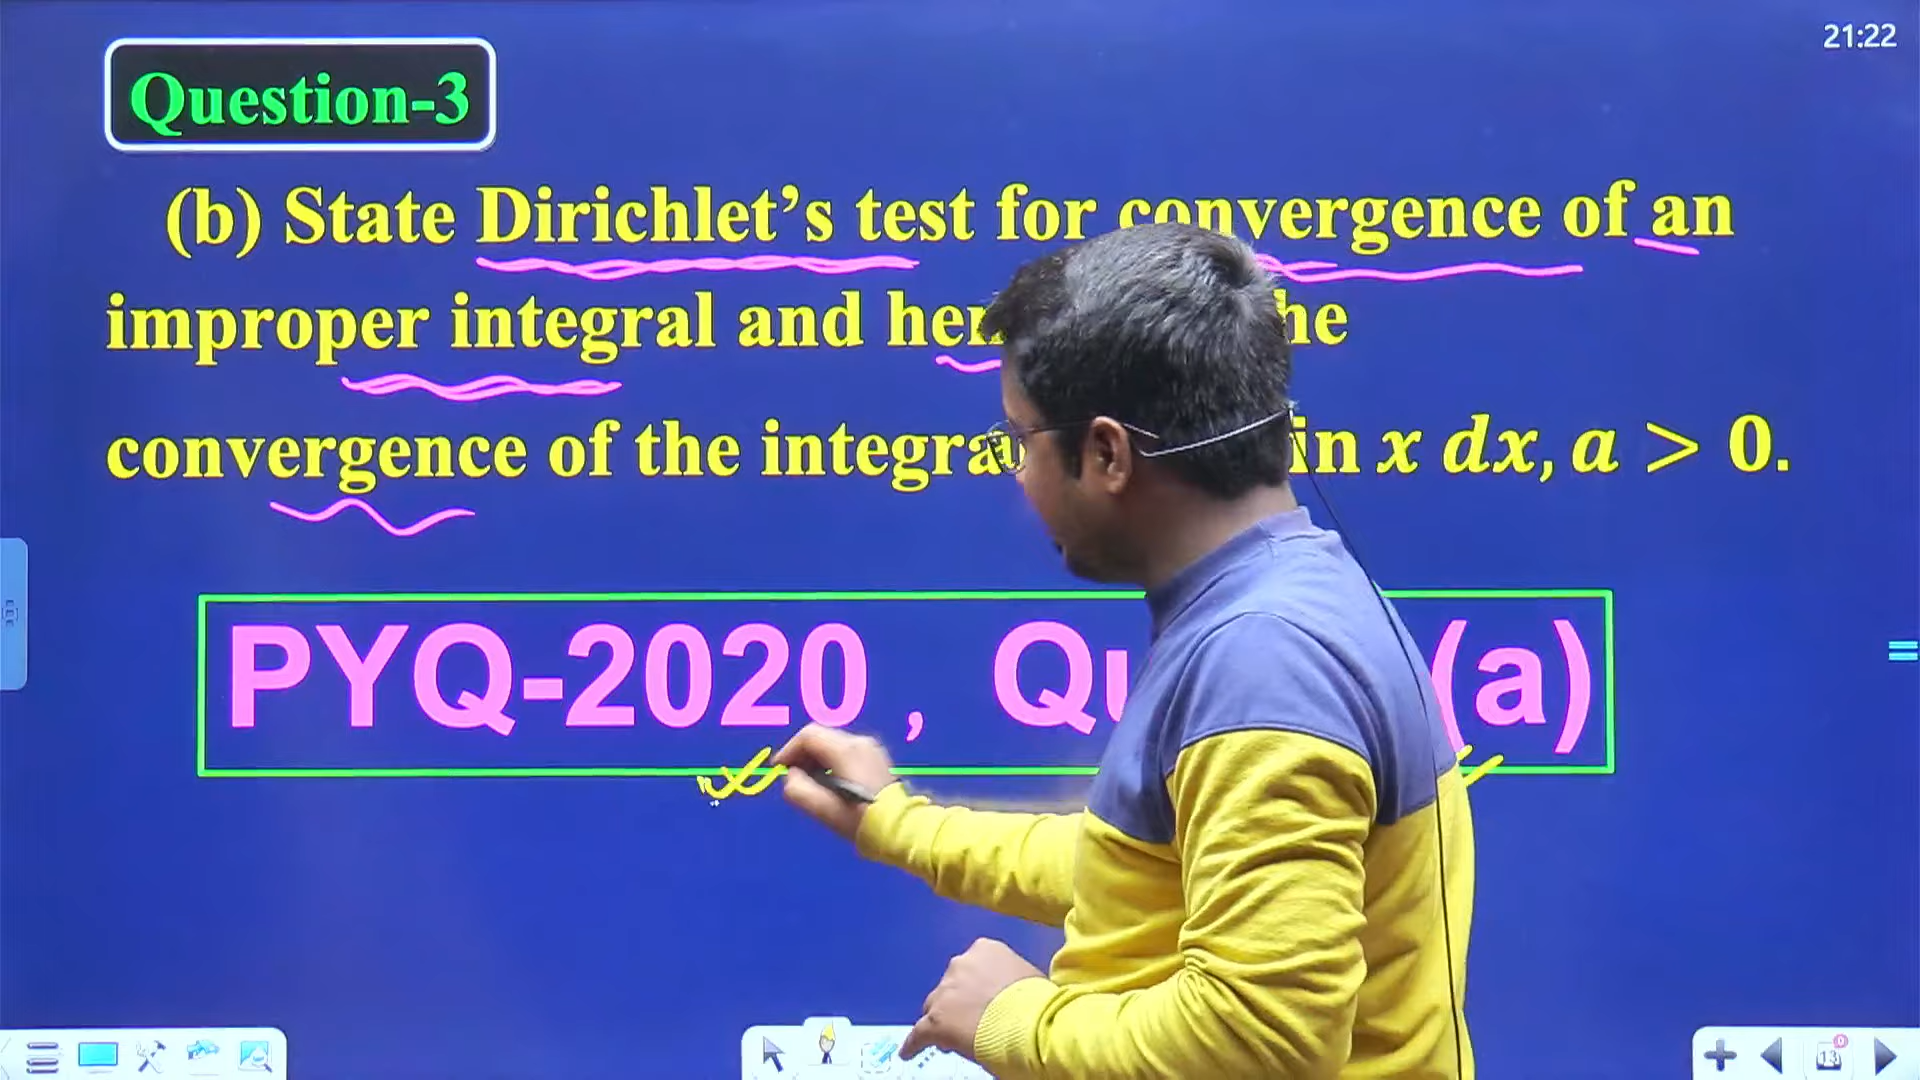 21:22
Question-3
(b) State Dirichlet's test for convergence of an
improper integral and he
convergence of the integra in x dx, a > 0.
PYQ-2020 , Qu (a)